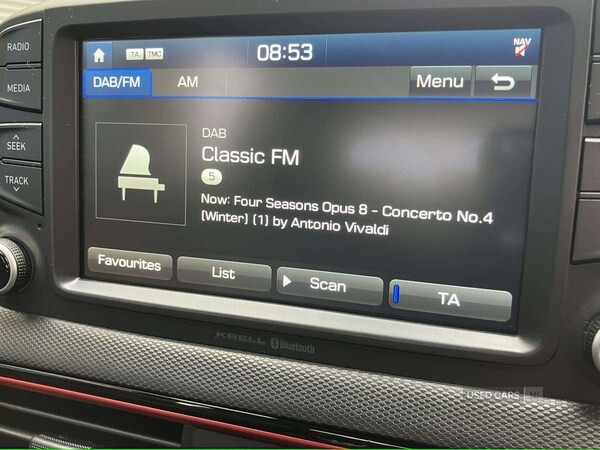 RADIO
MEDIA
SEEK
TRACK
TA TMC 08:53 NAV
DAB/FM AM Menu
DAB
Classic FM
5
Now: Four Seasons Opus 8 - Concerto No.4
(Winter) (1) by Antonio Vivaldi
Favourites List Scan TA
KRELL Bluetooth
USED CARS NI